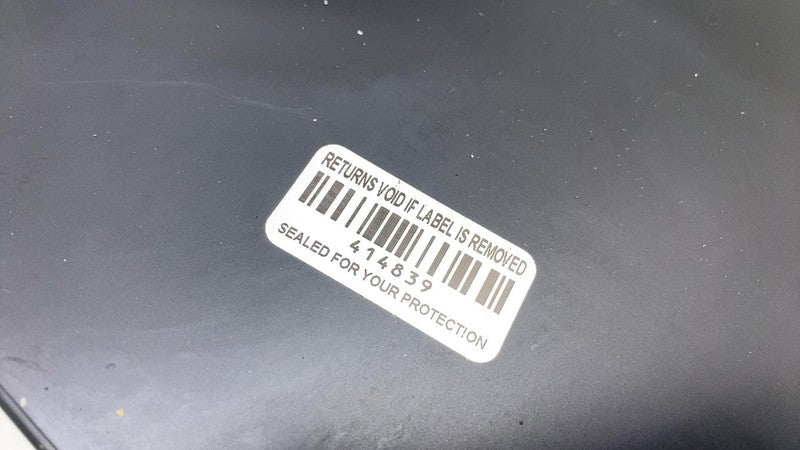 RETURNS VOID IF LABEL IS REMOVED
414839
SEALED FOR YOUR PROTECTION